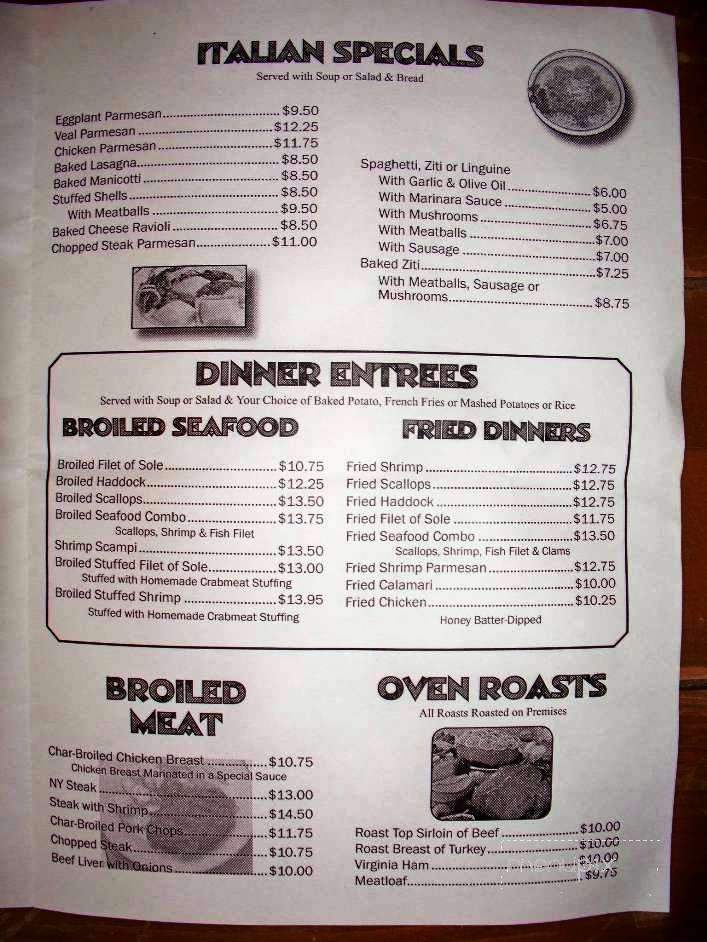 ITALIAN SPECIALS
Served with Soup or Salad & Bread
Eggplant Parmesan..............................$9.50
Veal Parmesan..............................$12.25
Chicken Parmesan..............................$11.75
Baked Lasagna..............................$8.50
Baked Manicotti..............................$8.50
Stuffed Shells..............................$8.50
With Meatballs..............................$9.50
Baked Cheese Ravioli..............................$8.50
Chopped Steak Parmesan....................$11.00
Spaghetti, Ziti or Linguine
With Garlic & Olive Oil....................$6.00
With Marinara Sauce....................$5.00
With Mushrooms....................$6.75
With Meatballs....................$7.00
With Sausage....................$7.00
Baked Ziti....................$7.25
With Meatballs, Sausage or
Mushrooms....................$8.75
DINNER ENTREES
Served with Soup or Salad & Your Choice of Baked Potato, French Fries or Mashed Potatoes or Rice
BROILED SEAFOOD
Broiled Filet of Sole....................$10.75
Broiled Haddock....................$12.25
Broiled Scallops....................$13.50
Broiled Seafood Combo....................$13.75
Scallops, Shrimp & Fish Filet
Shrimp Scampi....................$13.50
Broiled Stuffed Filet of Sole....................$13.00
Stuffed with Homemade Crabmeat Stuffing
Broiled Stuffed Shrimp....................$13.95
Stuffed with Homemade Crabmeat Stuffing
FRIED DINNERS
Fried Shrimp....................$12.75
Fried Scallops....................$12.75
Fried Haddock....................$12.75
Fried Filet of Sole....................$11.75
Fried Seafood Combo....................$13.50
Scallops, Shrimp, Fish Filet & Clams
Fried Shrimp Parmesan....................$12.75
Fried Calamari....................$10.00
Fried Chicken....................$10.25
Honey Batter-Dipped
BROILED
MEAT
Char-Broiled Chicken Breast....................$10.75
Chicken Breast Marinated in a Special Sauce
NY Steak....................$13.00
Steak with Shrimp....................$14.50
Char-Broiled Pork Chops....................$11.75
Chopped Steak....................$10.75
Beef Liver with Onions....................$10.00
OVEN ROASTS
All Roasts Roasted on Premises
Roast Top Sirloin of Beef....................$10.00
Roast Breast of Turkey....................$10.00
Virginia Ham....................$10.00
Meatloaf....................$9.75